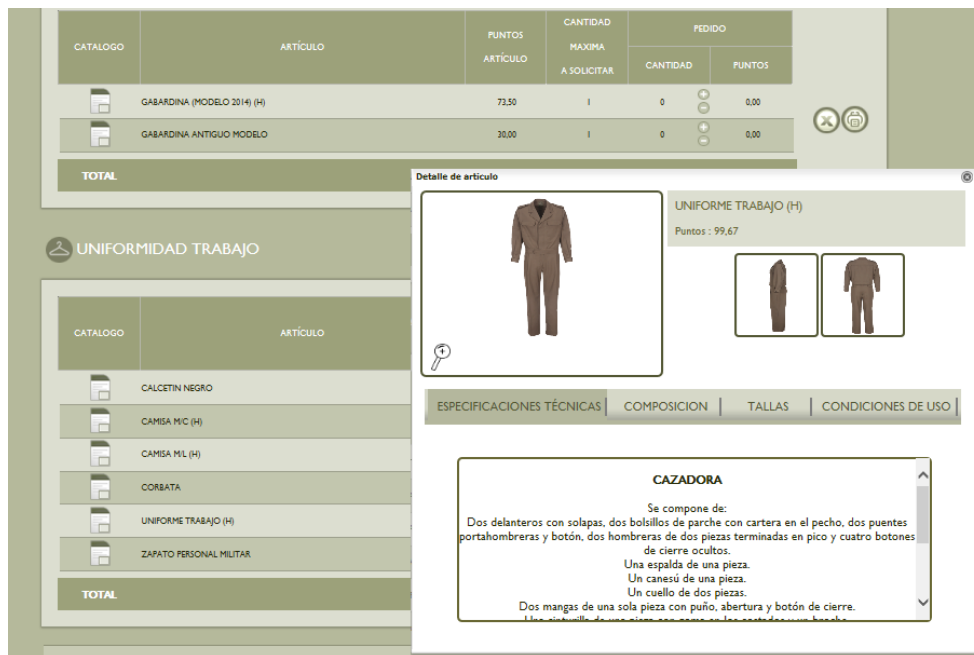 CATALOGO
ARTÍCULO
PUNTOS
ARTÍCULO
CANTIDAD
MAXIMA
A SOLICITAR
PEDIDO
CANTIDAD
PUNTOS
GABARDINA (MODELO 2014) (H)
73,50
1
0
0,00
GABARDINA ANTIGUO MODELO
30,00
1
0
0,00
TOTAL
UNIFORMIDAD TRABAJO
CATALOGO
ARTÍCULO
CALCETIN NEGRO
CAMISA M/C (H)
CAMISA M/L (H)
CORBATA
UNIFORME TRABAJO (H)
ZAPATO PERSONAL MILITAR
TOTAL
Detalle de artículo
UNIFORME TRABAJO (H)
Puntos : 99,67
ESPECIFICACIONES TÉCNICAS
COMPOSICION
TALLAS
CONDICIONES DE USO
CAZADORA
Se compone de:
Dos delanteros con solapas, dos bolsillos de parche con cartera en el pecho, dos puentes
portahombreras y botón, dos hombreras de dos piezas terminadas en pico y cuatro botones
de cierre ocultos.
Una espalda de una pieza.
Un canesú de una pieza.
Un cuello de dos piezas.
Dos mangas de una sola pieza con puño, abertura y botón de cierre.